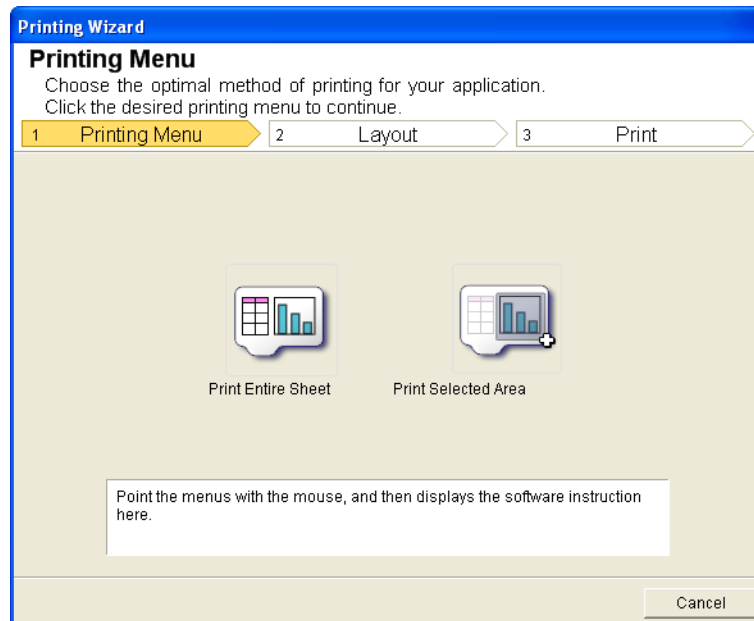 Printing Wizard
Printing Menu
Choose the optimal method of printing for your application.
Click the desired printing menu to continue.
1 Printing Menu 2 Layout 3 Print
Print Entire Sheet Print Selected Area
Point the menus with the mouse, and then displays the software instruction
here.
Cancel